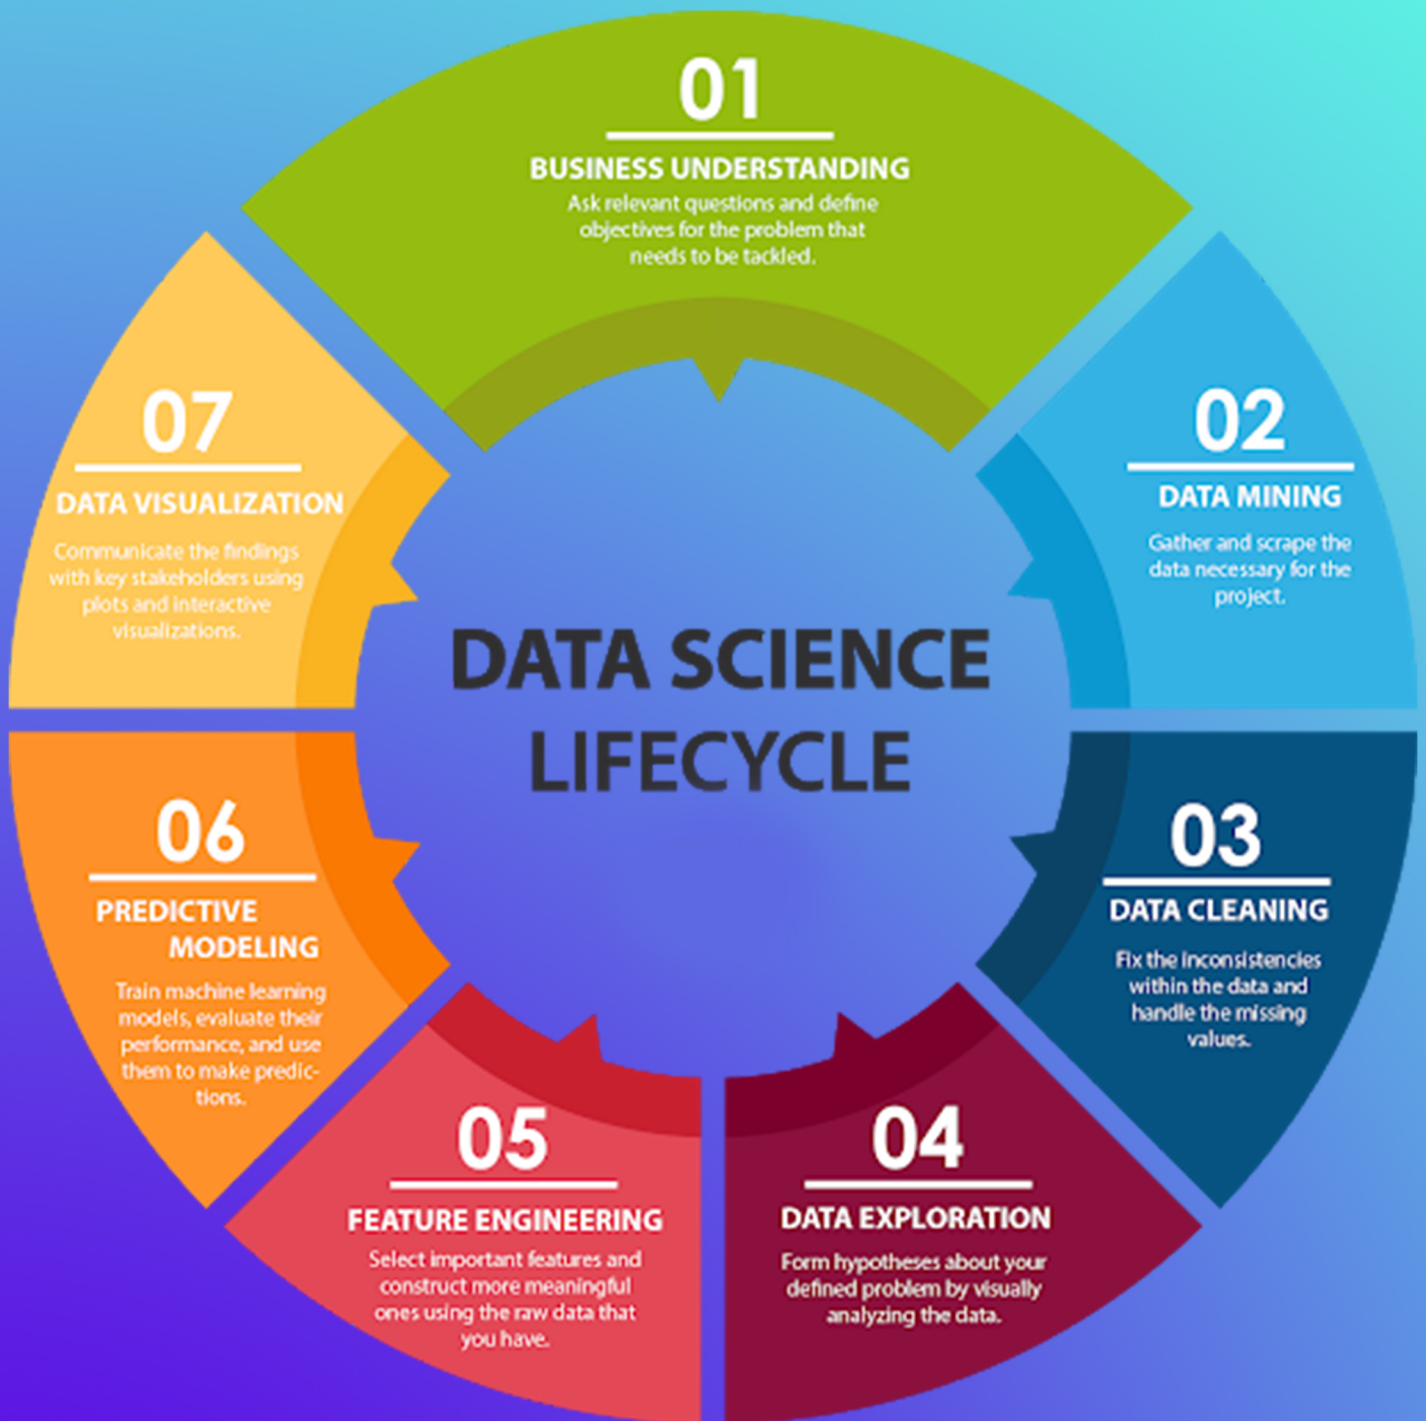 01
BUSINESS UNDERSTANDING
Ask relevant questions and define
objectives for the problem that
needs to be tackled.
02
DATA MINING
Gather and scrape the
data necessary for the
project.
03
DATA CLEANING
Fix the inconsistencies
within the data and
handle the missing
values.
04
DATA EXPLORATION
Form hypotheses about your
defined problem by visually
analyzing the data.
05
FEATURE ENGINEERING
Select important features and
construct more meaningful
ones using the raw data that
you have.
06
PREDICTIVE
MODELING
Train machine learning
models, evaluate their
performance, and use
them to make predic-
tions.
07
DATA VISUALIZATION
Communicate the findings
with key stakeholders using
plots and interactive
visualizations.
DATA SCIENCE
LIFECYCLE